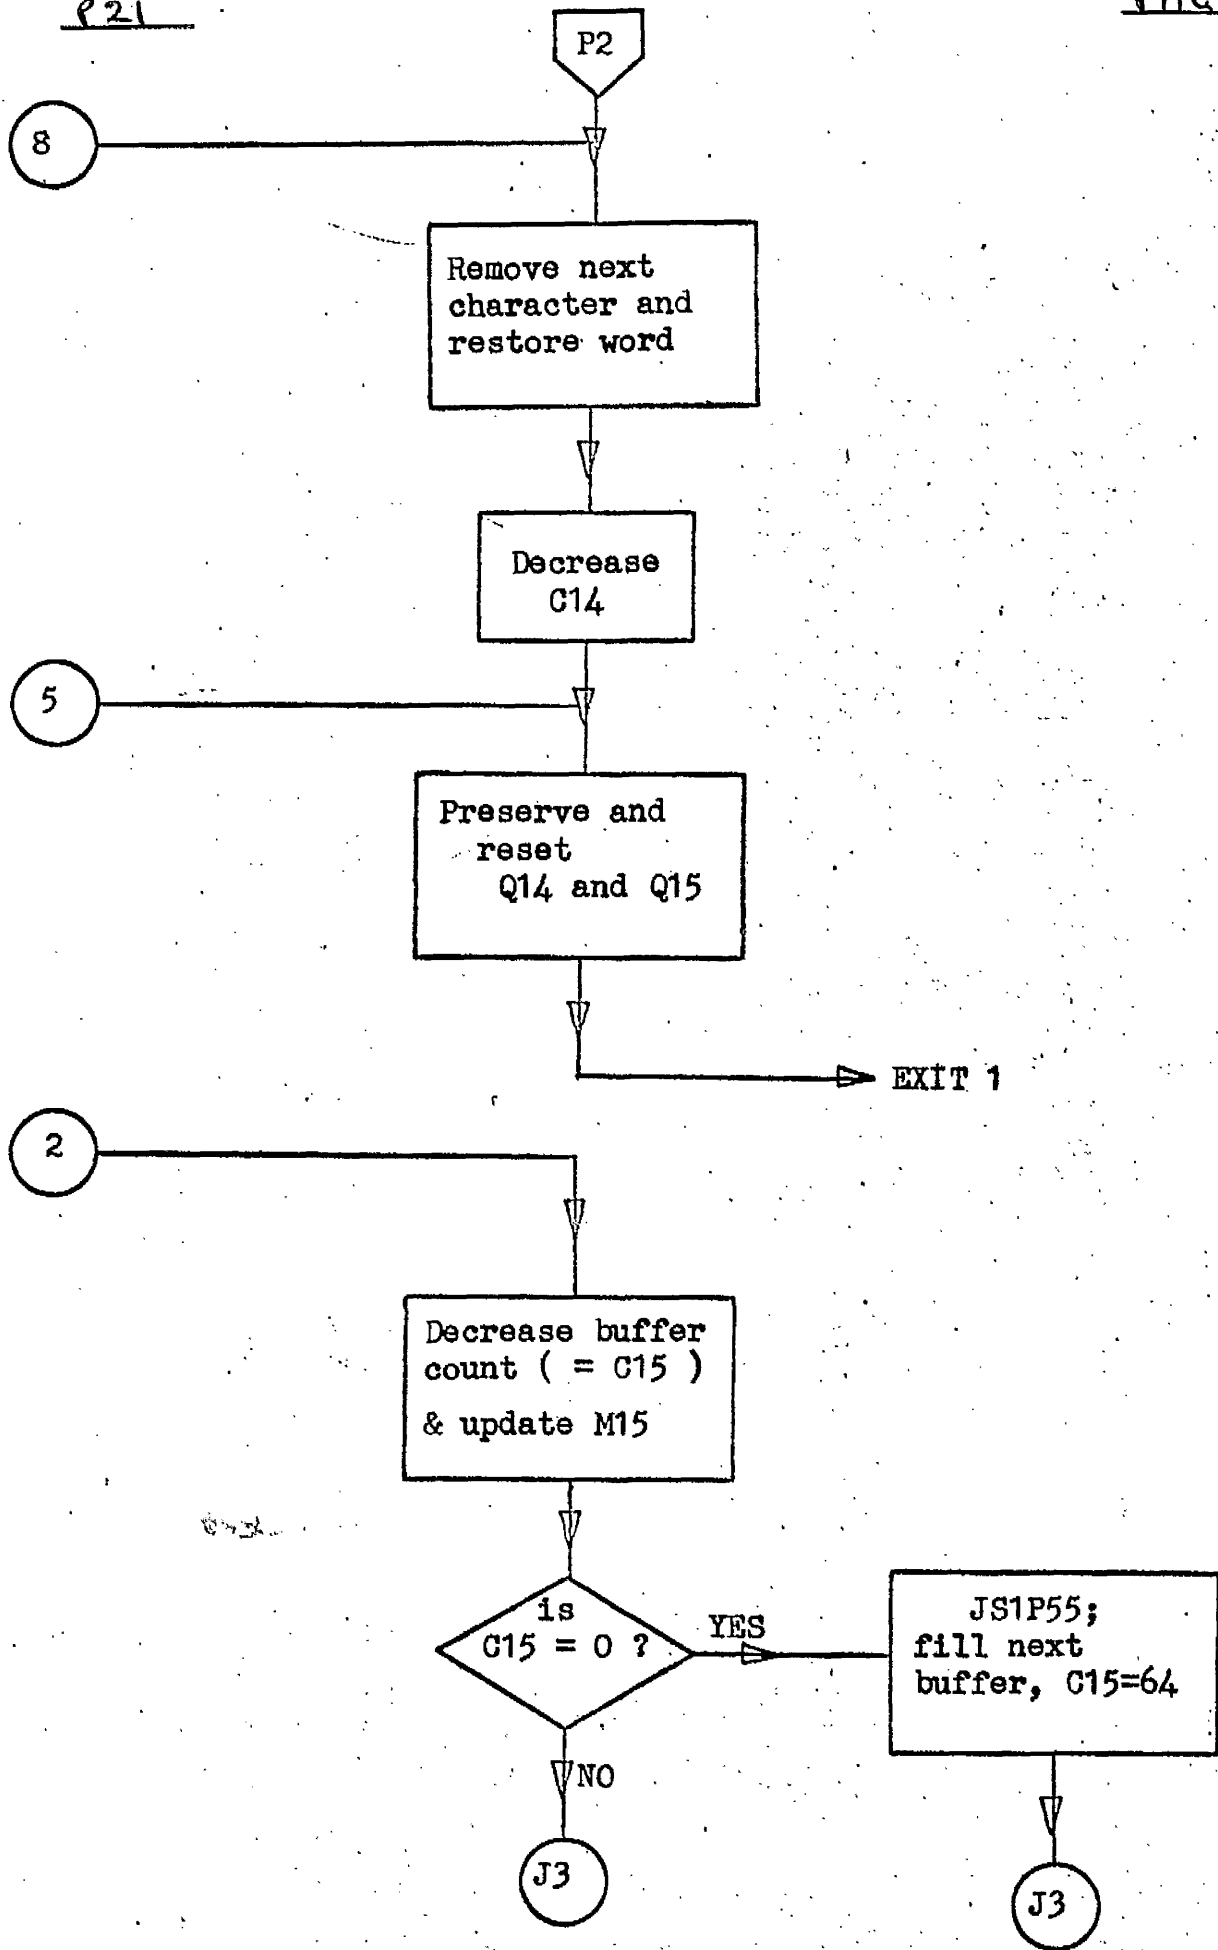 P21
P2
8
Remove next
character and
restore word
Decrease
C14
5
Preserve and
reset
Q14 and Q15
EXIT 1
2
Decrease buffer
count ( = C15 )
& update M15
is
C15 = 0 ?
YES
JS1P55;
fill next
buffer, C15=64
NO
J3
J3